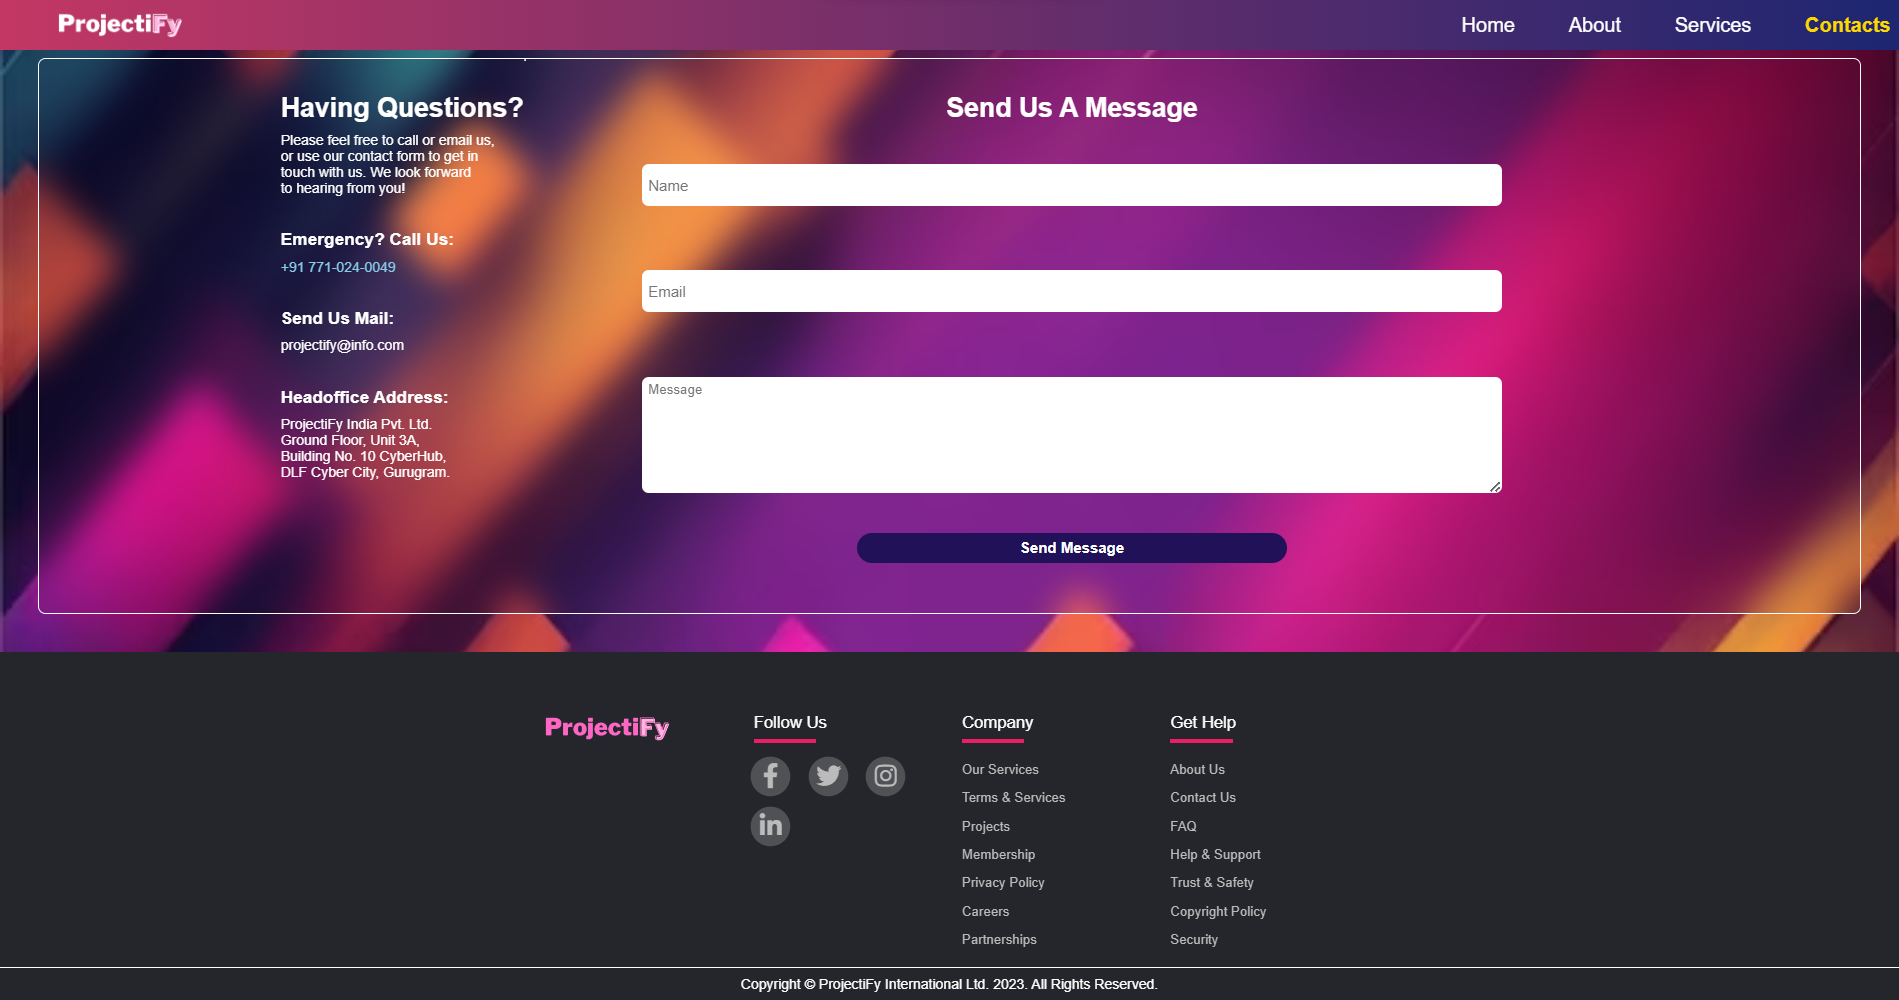 ProjectiFy
Home
About
Services
Contacts
Having Questions?
Please feel free to call or email us,
or use our contact form to get in
touch with us. We look forward
to hearing from you!
Emergency? Call Us:
+91 771-024-0049
Send Us Mail:
projectify@info.com
Headoffice Address:
ProjectiFy India Pvt. Ltd.
Ground Floor, Unit 3A,
Building No. 10 CyberHub,
DLF Cyber City, Gurugram.
Send Us A Message
Name
Email
Message
Send Message
ProjectiFy
Follow Us
Company
Our Services
Terms & Services
Projects
Membership
Privacy Policy
Careers
Partnerships
Get Help
About Us
Contact Us
FAQ
Help & Support
Trust & Safety
Copyright Policy
Security
Copyright © ProjectiFy International Ltd. 2023. All Rights Reserved.